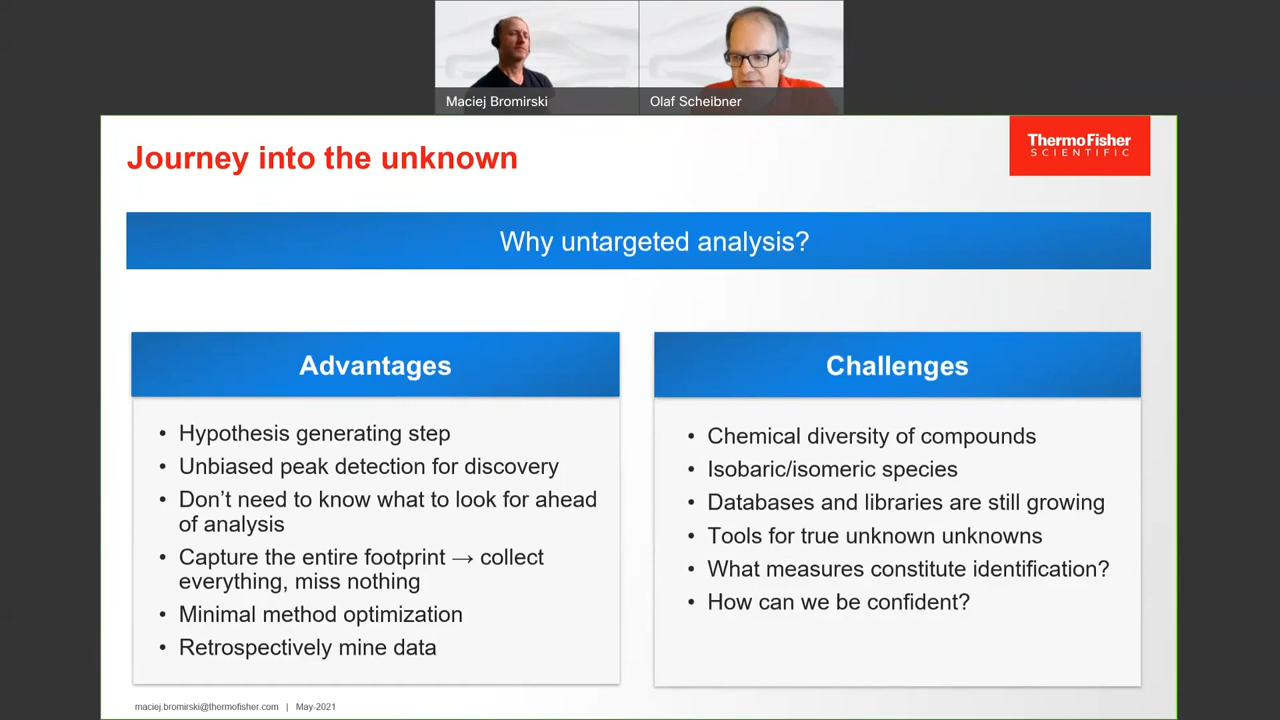 Maciej Bromirski
Olaf Scheibner
Journey into the unknown
ThermoFisher
SCIENTIFIC
Why untargeted analysis?
Advantages
• Hypothesis generating step
• Unbiased peak detection for discovery
• Don’t need to know what to look for ahead
of analysis
• Capture the entire footprint → collect
everything, miss nothing
• Minimal method optimization
• Retrospectively mine data
Challenges
• Chemical diversity of compounds
• Isobaric/isomeric species
• Databases and libraries are still growing
• Tools for true unknown unknowns
• What measures constitute identification?
• How can we be confident?
maciej.bromirski@thermofisher.com | May-2021